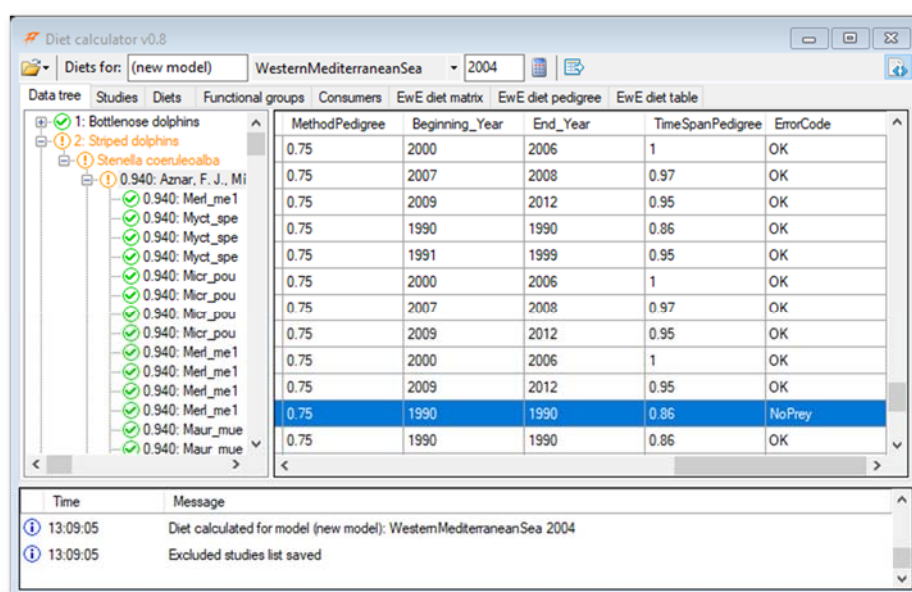 Diet calculator v0.8
Diets for: (new model) WesternMediterraneanSea 2004
Data tree Studies Diets Functional groups Consumers EwE diet matrix EwE diet pedigree EwE diet table
1: Bottlenose dolphins
2: Striped dolphins
Stenella coeruleoalba
0.940: Aznar, F. J., Mi
0.940: Merl_me1
0.940: Myct_spe
0.940: Myct_spe
0.940: Myct_spe
0.940: Micr_pou
0.940: Micr_pou
0.940: Micr_pou
0.940: Micr_pou
0.940: Merl_me1
0.940: Merl_me1
0.940: Merl_me1
0.940: Merl_me1
0.940: Maur_mue
0.940: Maur_mue
MethodPedigree Beginning_Year End_Year TimeSpanPedigree ErrorCode
0.75 2000 2006 1 OK
0.75 2007 2008 0.97 OK
0.75 2009 2012 0.95 OK
0.75 1990 1990 0.86 OK
0.75 1991 1999 0.95 OK
0.75 2000 2006 1 OK
0.75 2007 2008 0.97 OK
0.75 2009 2012 0.95 OK
0.75 2000 2006 1 OK
0.75 2009 2012 0.95 OK
0.75 1990 1990 0.86 NoPrey
0.75 1990 1990 0.86 OK
Time Message
13:09:05 Diet calculated for model (new model): WesternMediterraneanSea 2004
13:09:05 Excluded studies list saved